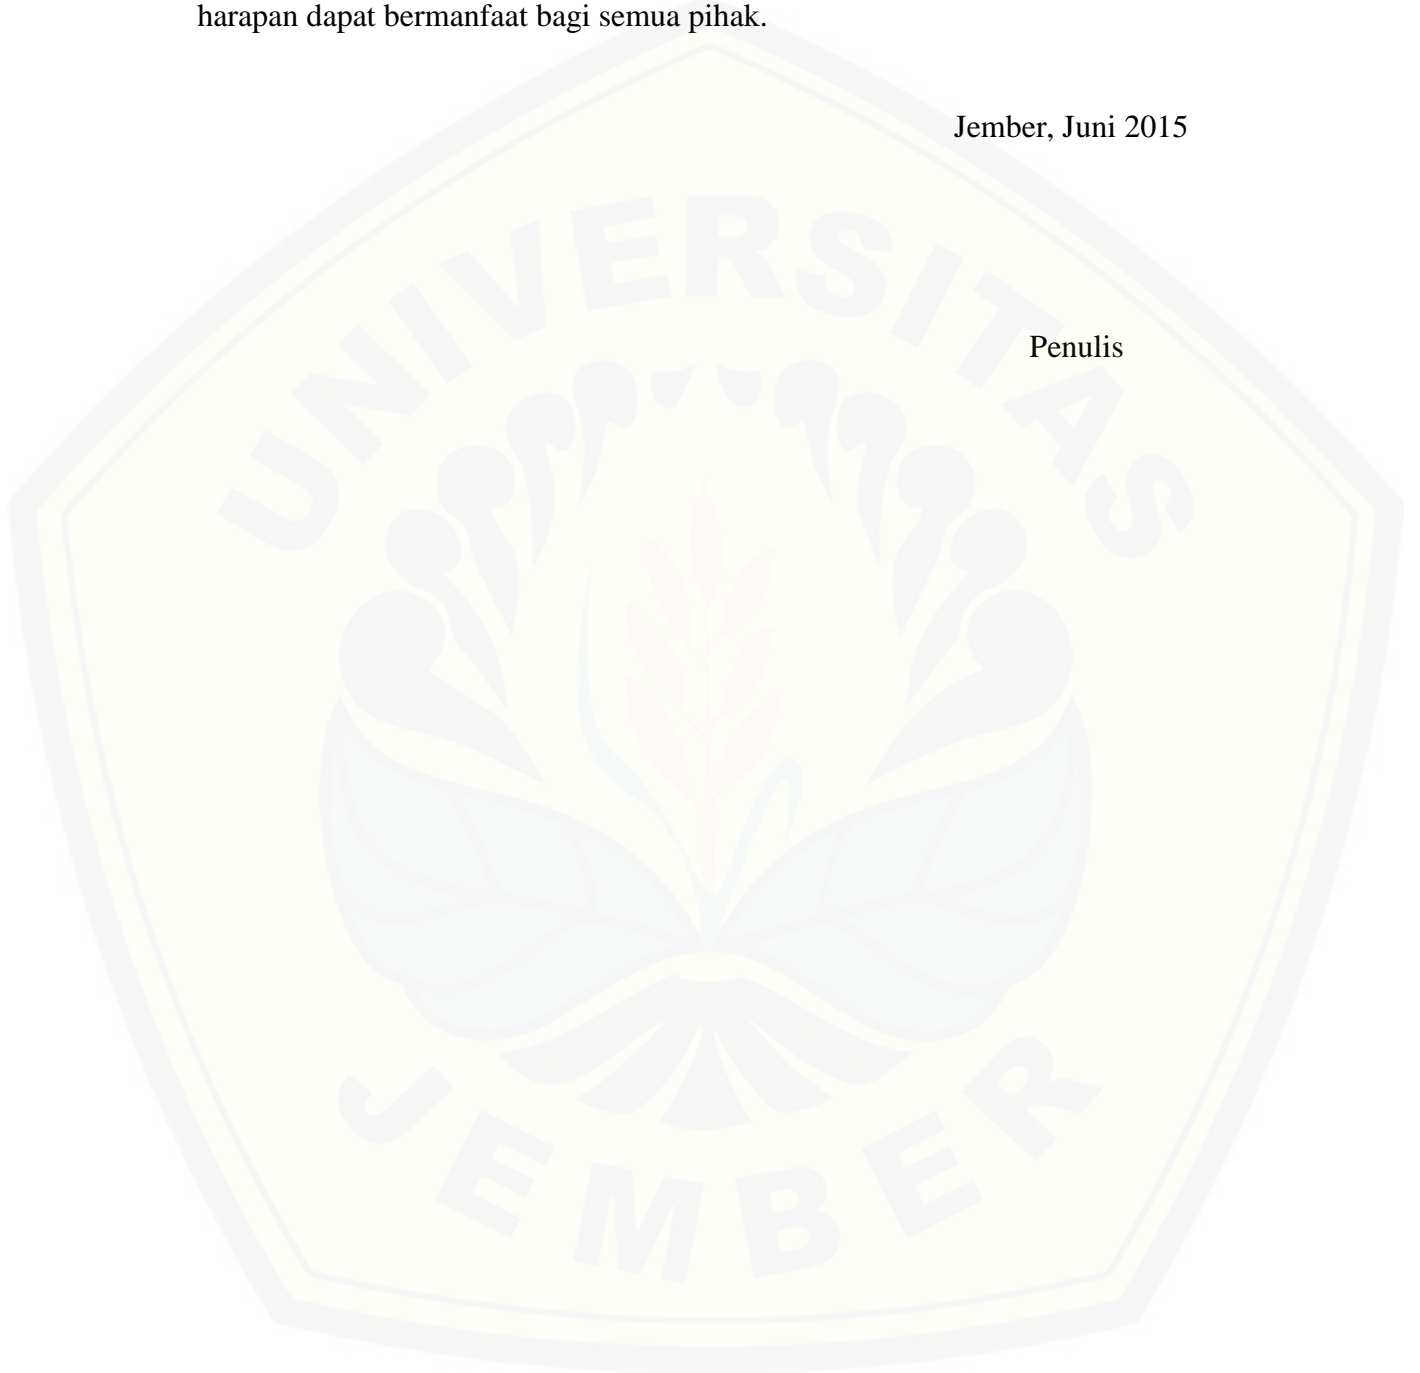 harapan dapat bermanfaat bagi semua pihak.
Jember, Juni 2015
UNIVERSITAS
Penulis
JEMBER